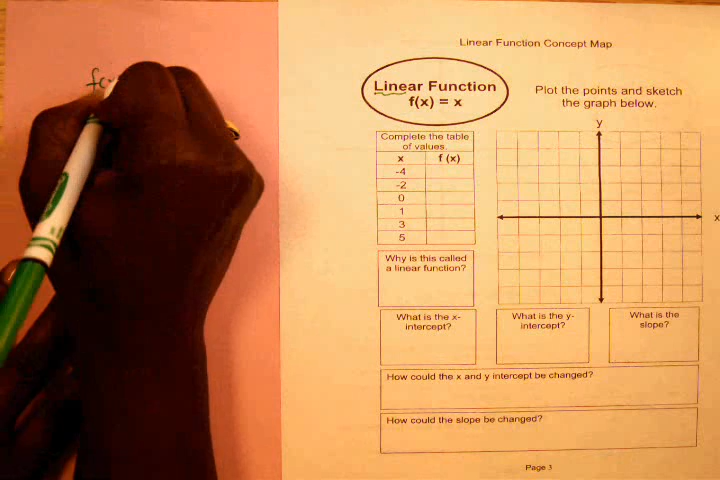 f(
Linear Function Concept Map
Linear Function
f(x) = x
Plot the points and sketch
the graph below.
Complete the table
of values.
x f (x)
-4
-2
0
1
3
5
y
x
Why is this called
a linear function?
What is the x-
intercept?
What is the y-
intercept?
What is the
slope?
How could the x and y intercept be changed?
How could the slope be changed?
Page 3